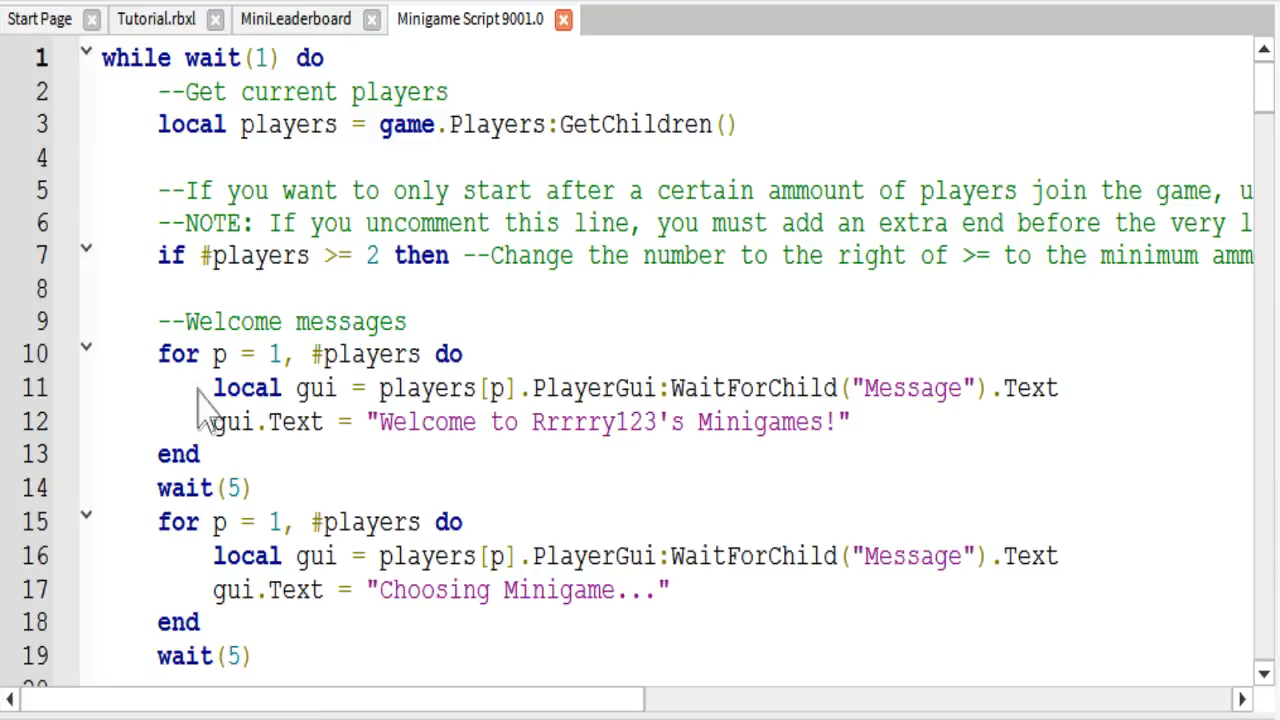 Start Page Tutorial.rbxl MiniLeaderboard Minigame Script 9001.0
1 while wait(1) do
2 --Get current players
3 local players = game.Players:GetChildren()
4
5 --If you want to only start after a certain ammount of players join the game, u
6 --NOTE: If you uncomment this line, you must add an extra end before the very l
7 if #players >= 2 then --Change the number to the right of >= to the minimum amm
8
9 --Welcome messages
10 for p = 1, #players do
11 local gui = players[p].PlayerGui:WaitForChild("Message").Text
12 gui.Text = "Welcome to Rrrrry123's Minigames!"
13 end
14 wait(5)
15 for p = 1, #players do
16 local gui = players[p].PlayerGui:WaitForChild("Message").Text
17 gui.Text = "Choosing Minigame..."
18 end
19 wait(5)